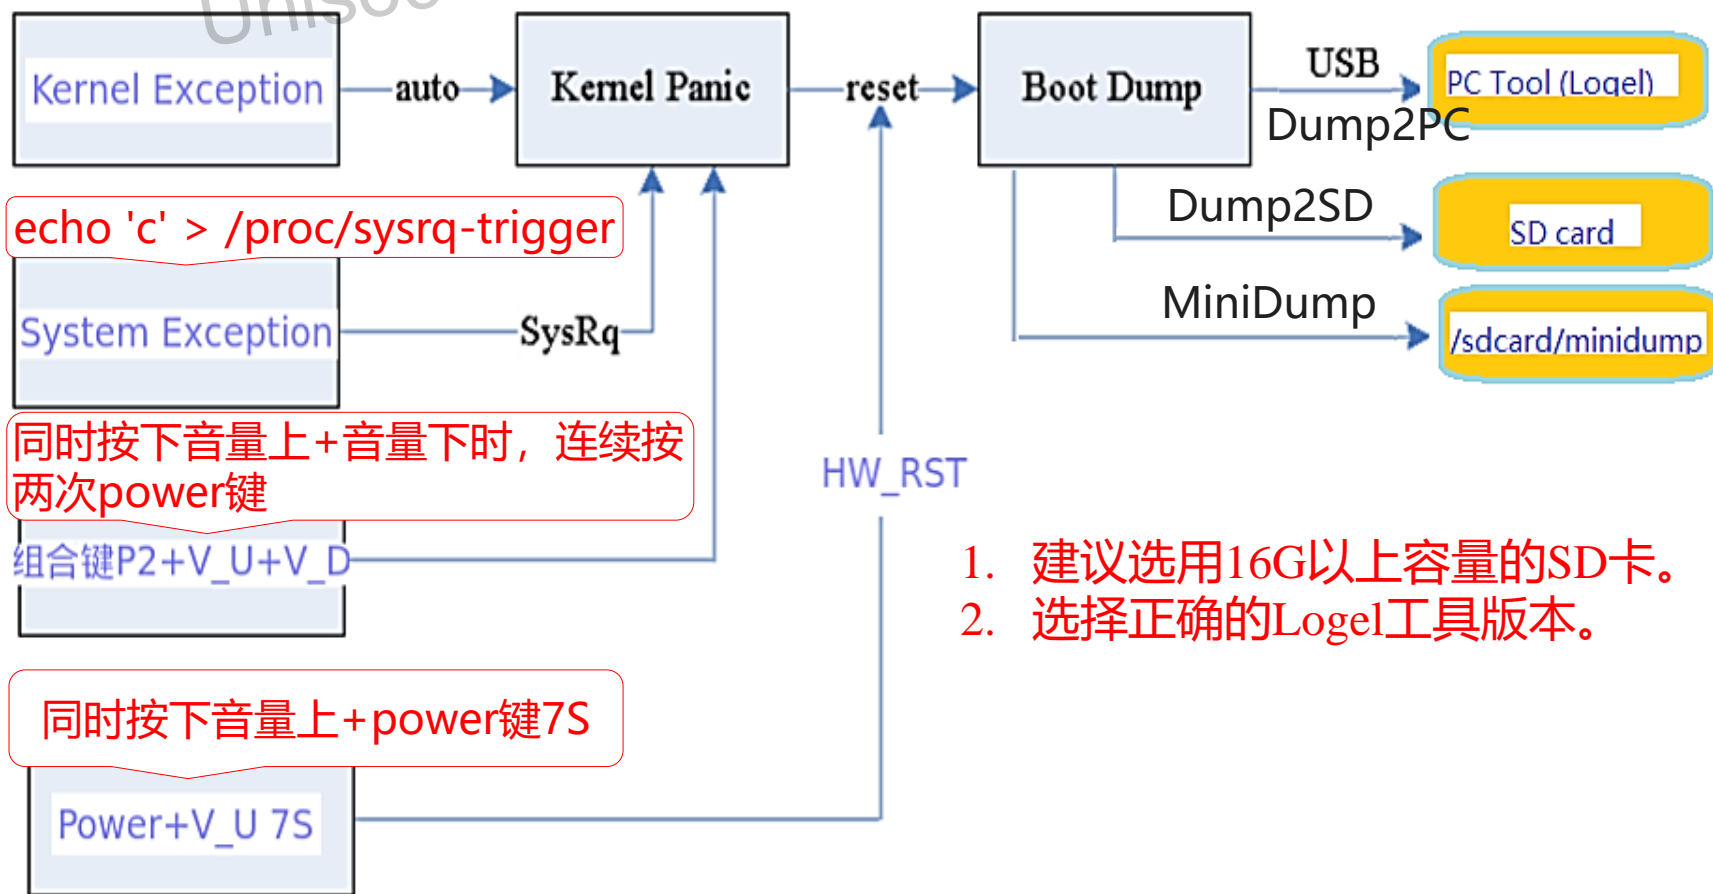 Kernel Exception
auto
Kernel Panic
reset
Boot Dump
USB
Dump2PC
PC Tool (Logel)
echo 'c' > /proc/sysrq-trigger
Dump2SD
SD card
System Exception
SysRq
MiniDump
/sdcard/minidump
同时按下音量上+音量下时，连续按
两次power键
HW_RST
组合键P2+V_U+V_D
1. 建议选用16G以上容量的SD卡。
2. 选择正确的Logel工具版本。
同时按下音量上+power键7S
Power+V_U 7S